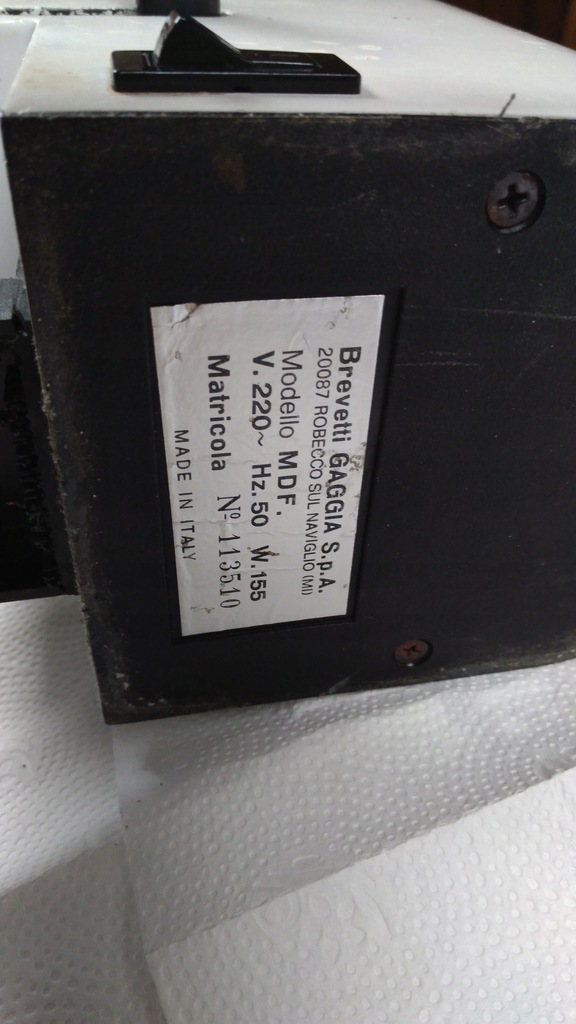 Brevetti GAGGIA S.p.A.
20087 ROBECCO SUL NAVIGLIO (MI)
Modello MDF.
V. 220~ Hz. 50 W. 155
Matricola Nº 113510
MADE IN ITALY